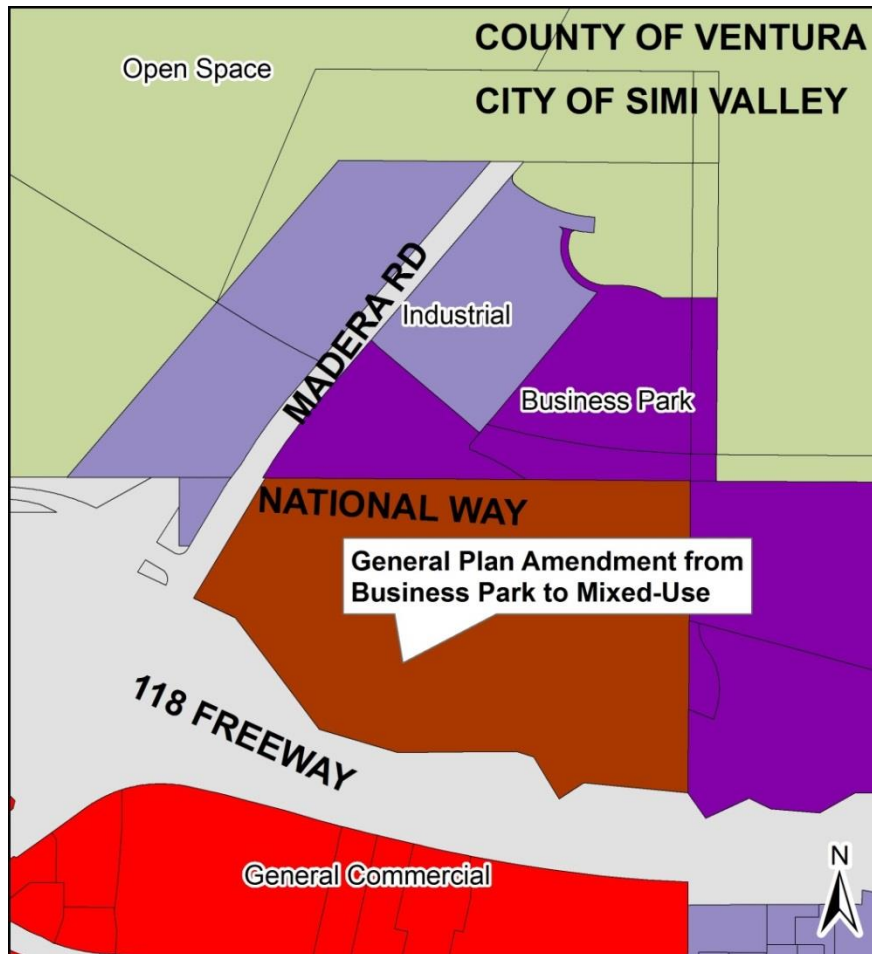 COUNTY OF VENTURA
Open Space
CITY OF SIMI VALLEY
MADERA RD
Industrial
Business Park
NATIONAL WAY
General Plan Amendment from
Business Park to Mixed-Use
118 FREEWAY
General Commercial
N